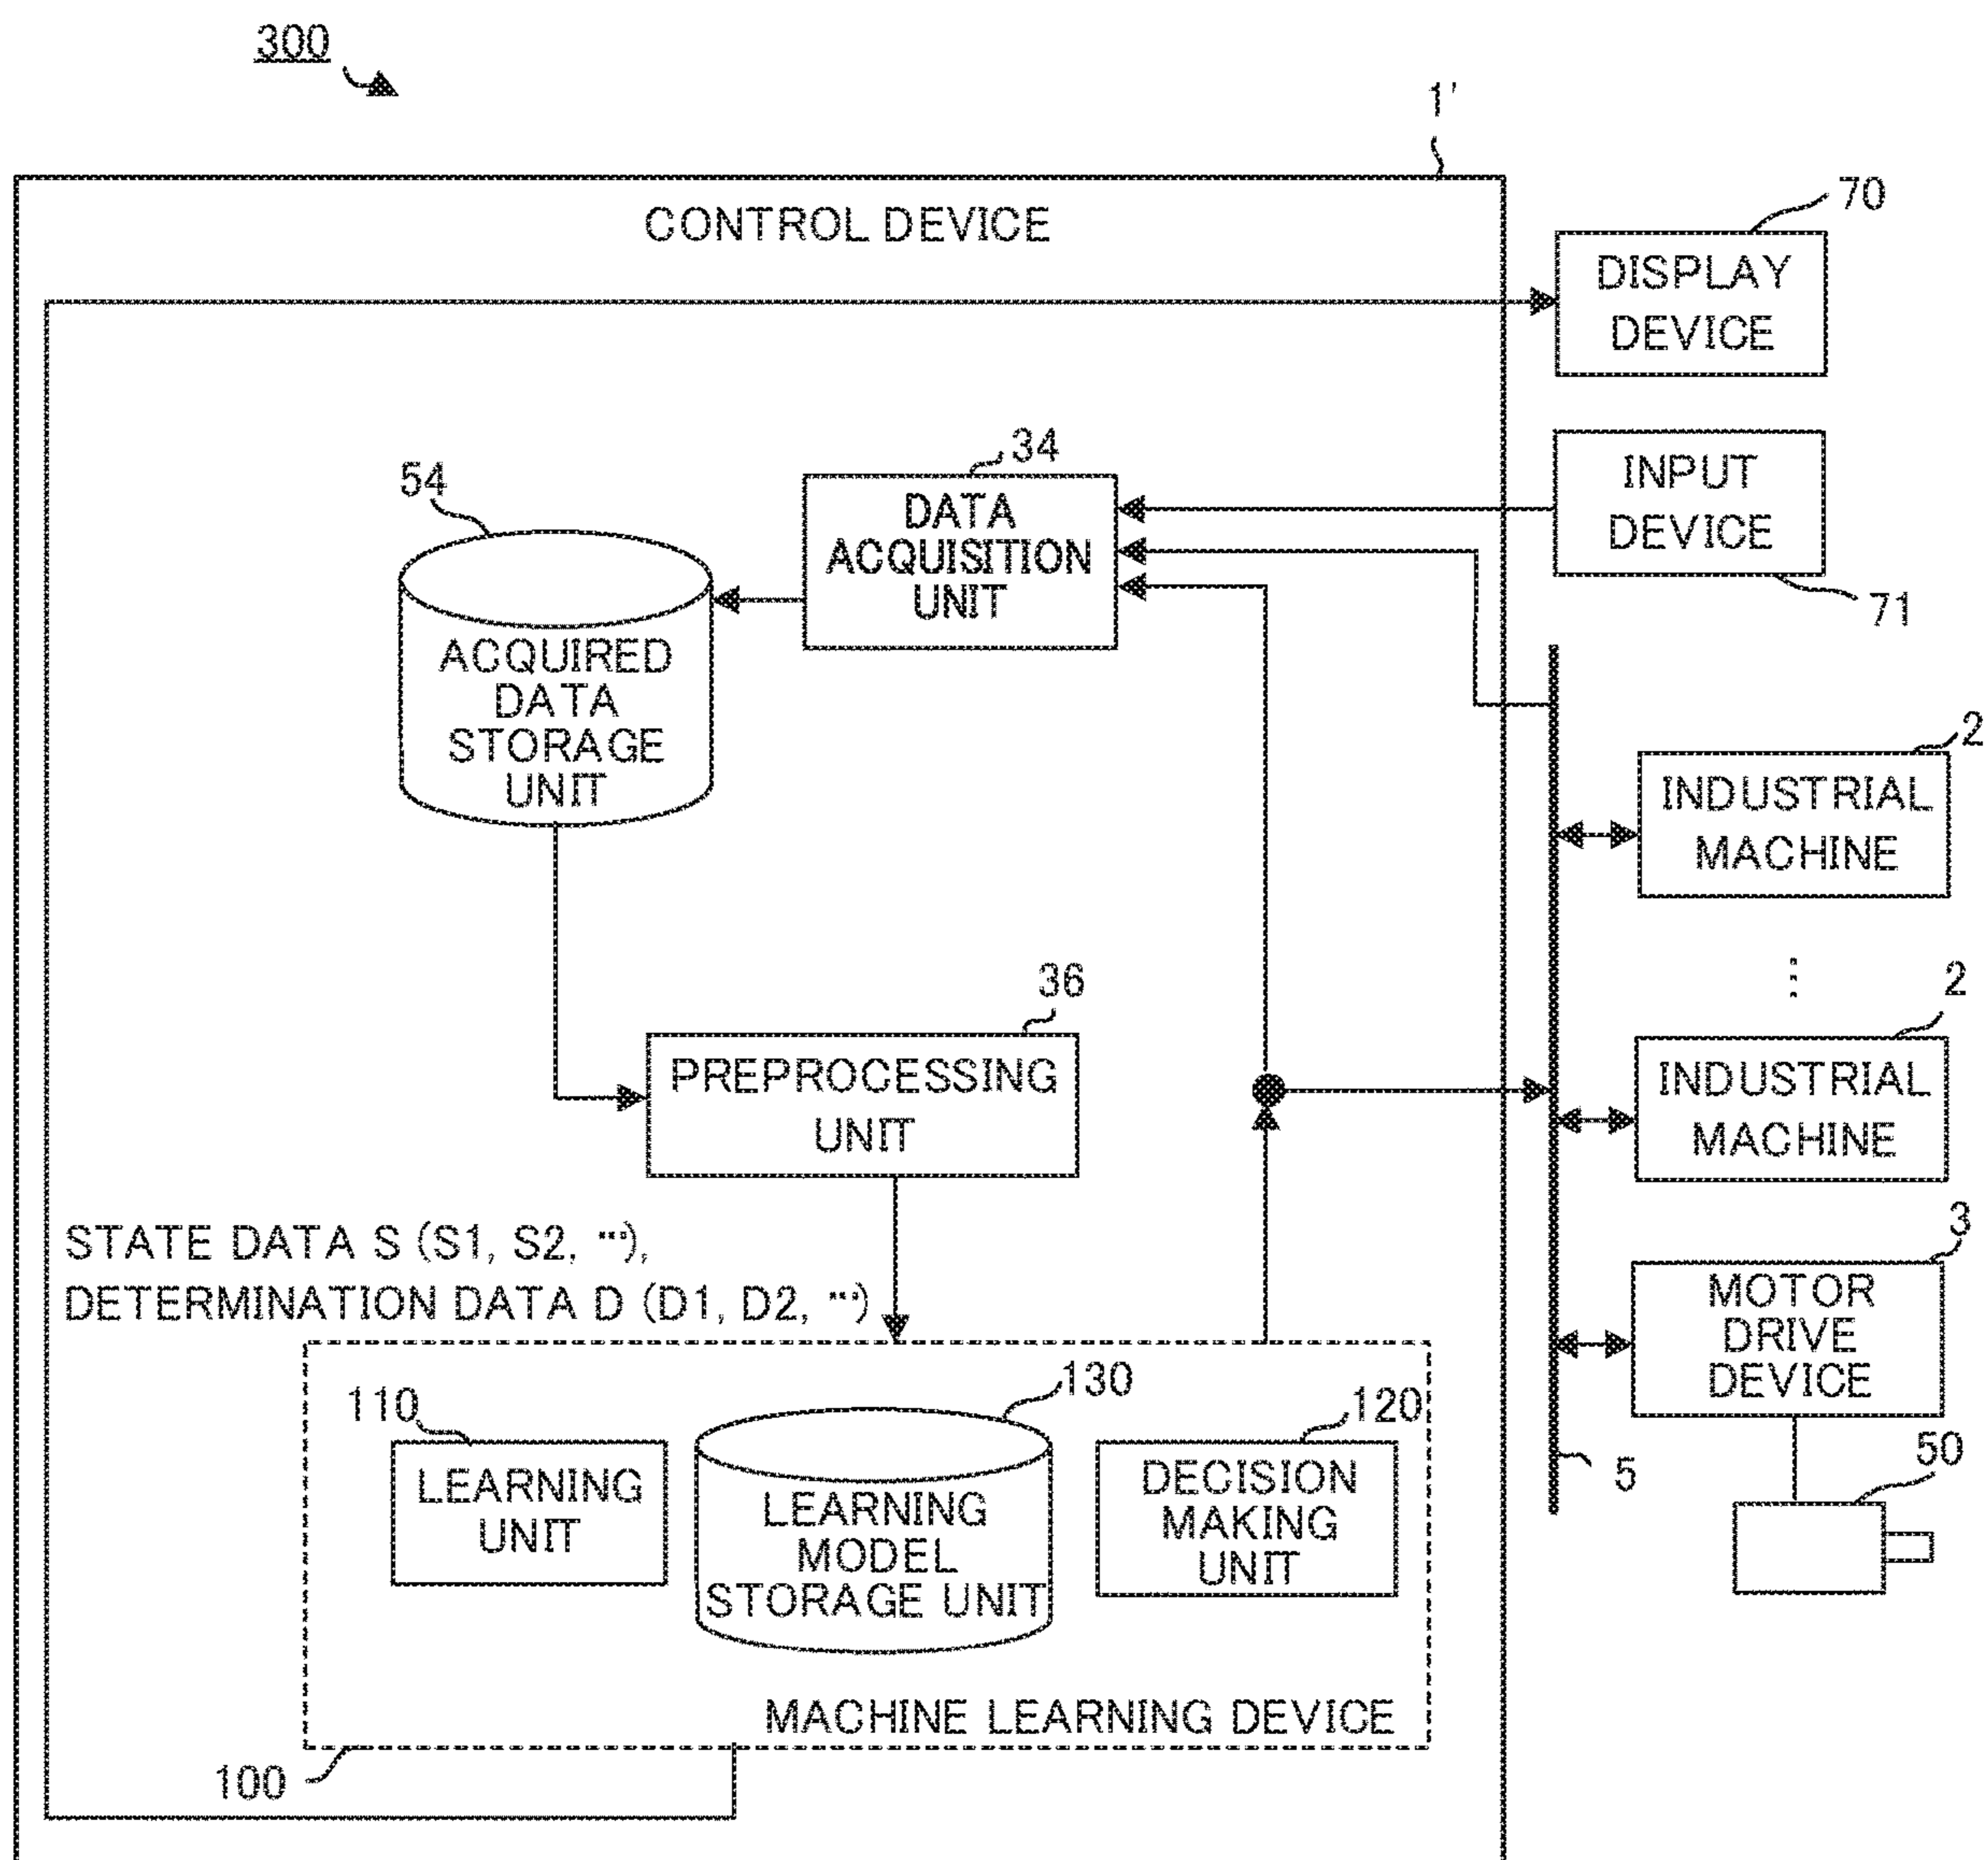 300
1'
CONTROL DEVICE
70
DISPLAY
DEVICE
34
54
DATA
ACQUISITION
UNIT
INPUT
DEVICE
71
ACQUIRED
DATA
STORAGE
UNIT
2
INDUSTRIAL
MACHINE
⋮
36
2
PREPROCESSING
UNIT
INDUSTRIAL
MACHINE
STATE DATA S (S1, S2, ⋯),
DETERMINATION DATA D (D1, D2, ⋯)
3
MOTOR
DRIVE
DEVICE
110
130
120
LEARNING
UNIT
LEARNING
MODEL
STORAGE UNIT
DECISION
MAKING
UNIT
5
50
MACHINE LEARNING DEVICE
100